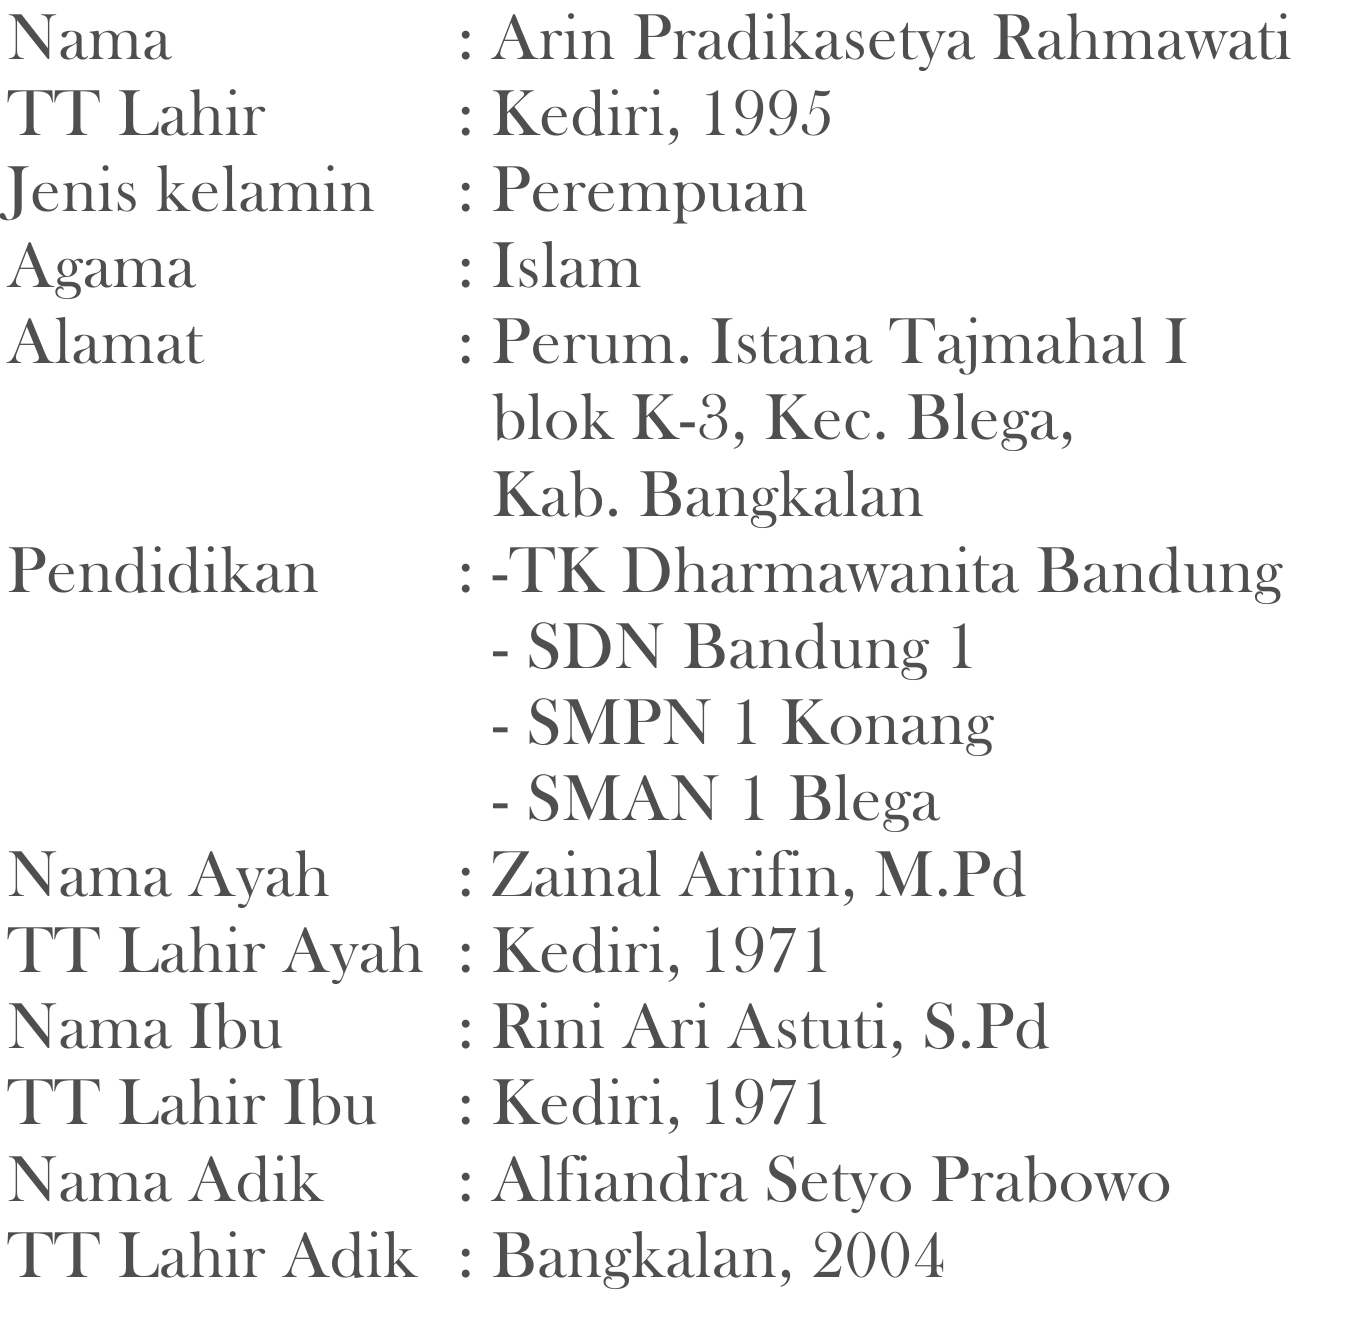 Nama : Arin Pradikasetya Rahmawati
TT Lahir : Kediri, 1995
Jenis kelamin : Perempuan
Agama : Islam
Alamat : Perum. Istana Tajmahal I
blok K-3, Kec. Blega,
Kab. Bangkalan
Pendidikan : -TK Dharmawanita Bandung
- SDN Bandung 1
- SMPN 1 Konang
- SMAN 1 Blega
Nama Ayah : Zainal Arifin, M.Pd
TT Lahir Ayah : Kediri, 1971
Nama Ibu : Rini Ari Astuti, S.Pd
TT Lahir Ibu : Kediri, 1971
Nama Adik : Alfiandra Setyo Prabowo
TT Lahir Adik : Bangkalan, 2004